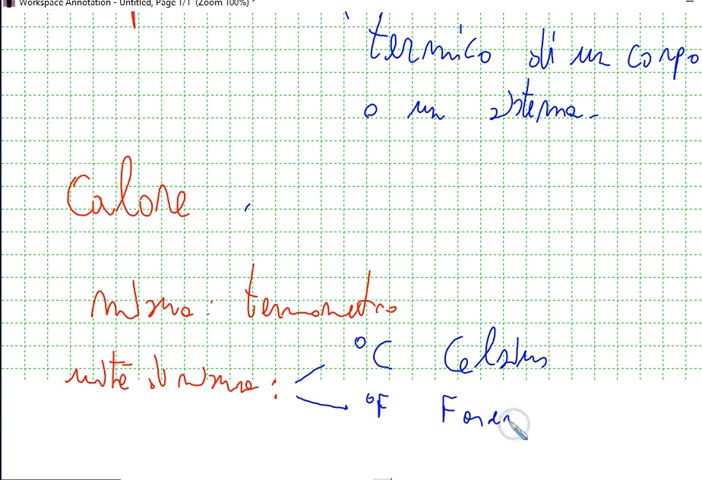 Workspace Annotation - Untitled, Page 1/1 (Zoom 100%) *
termico di un corpo
o un sistema.
Calore
misura: termometro
unità di misura: °C Celsius
°F Faren